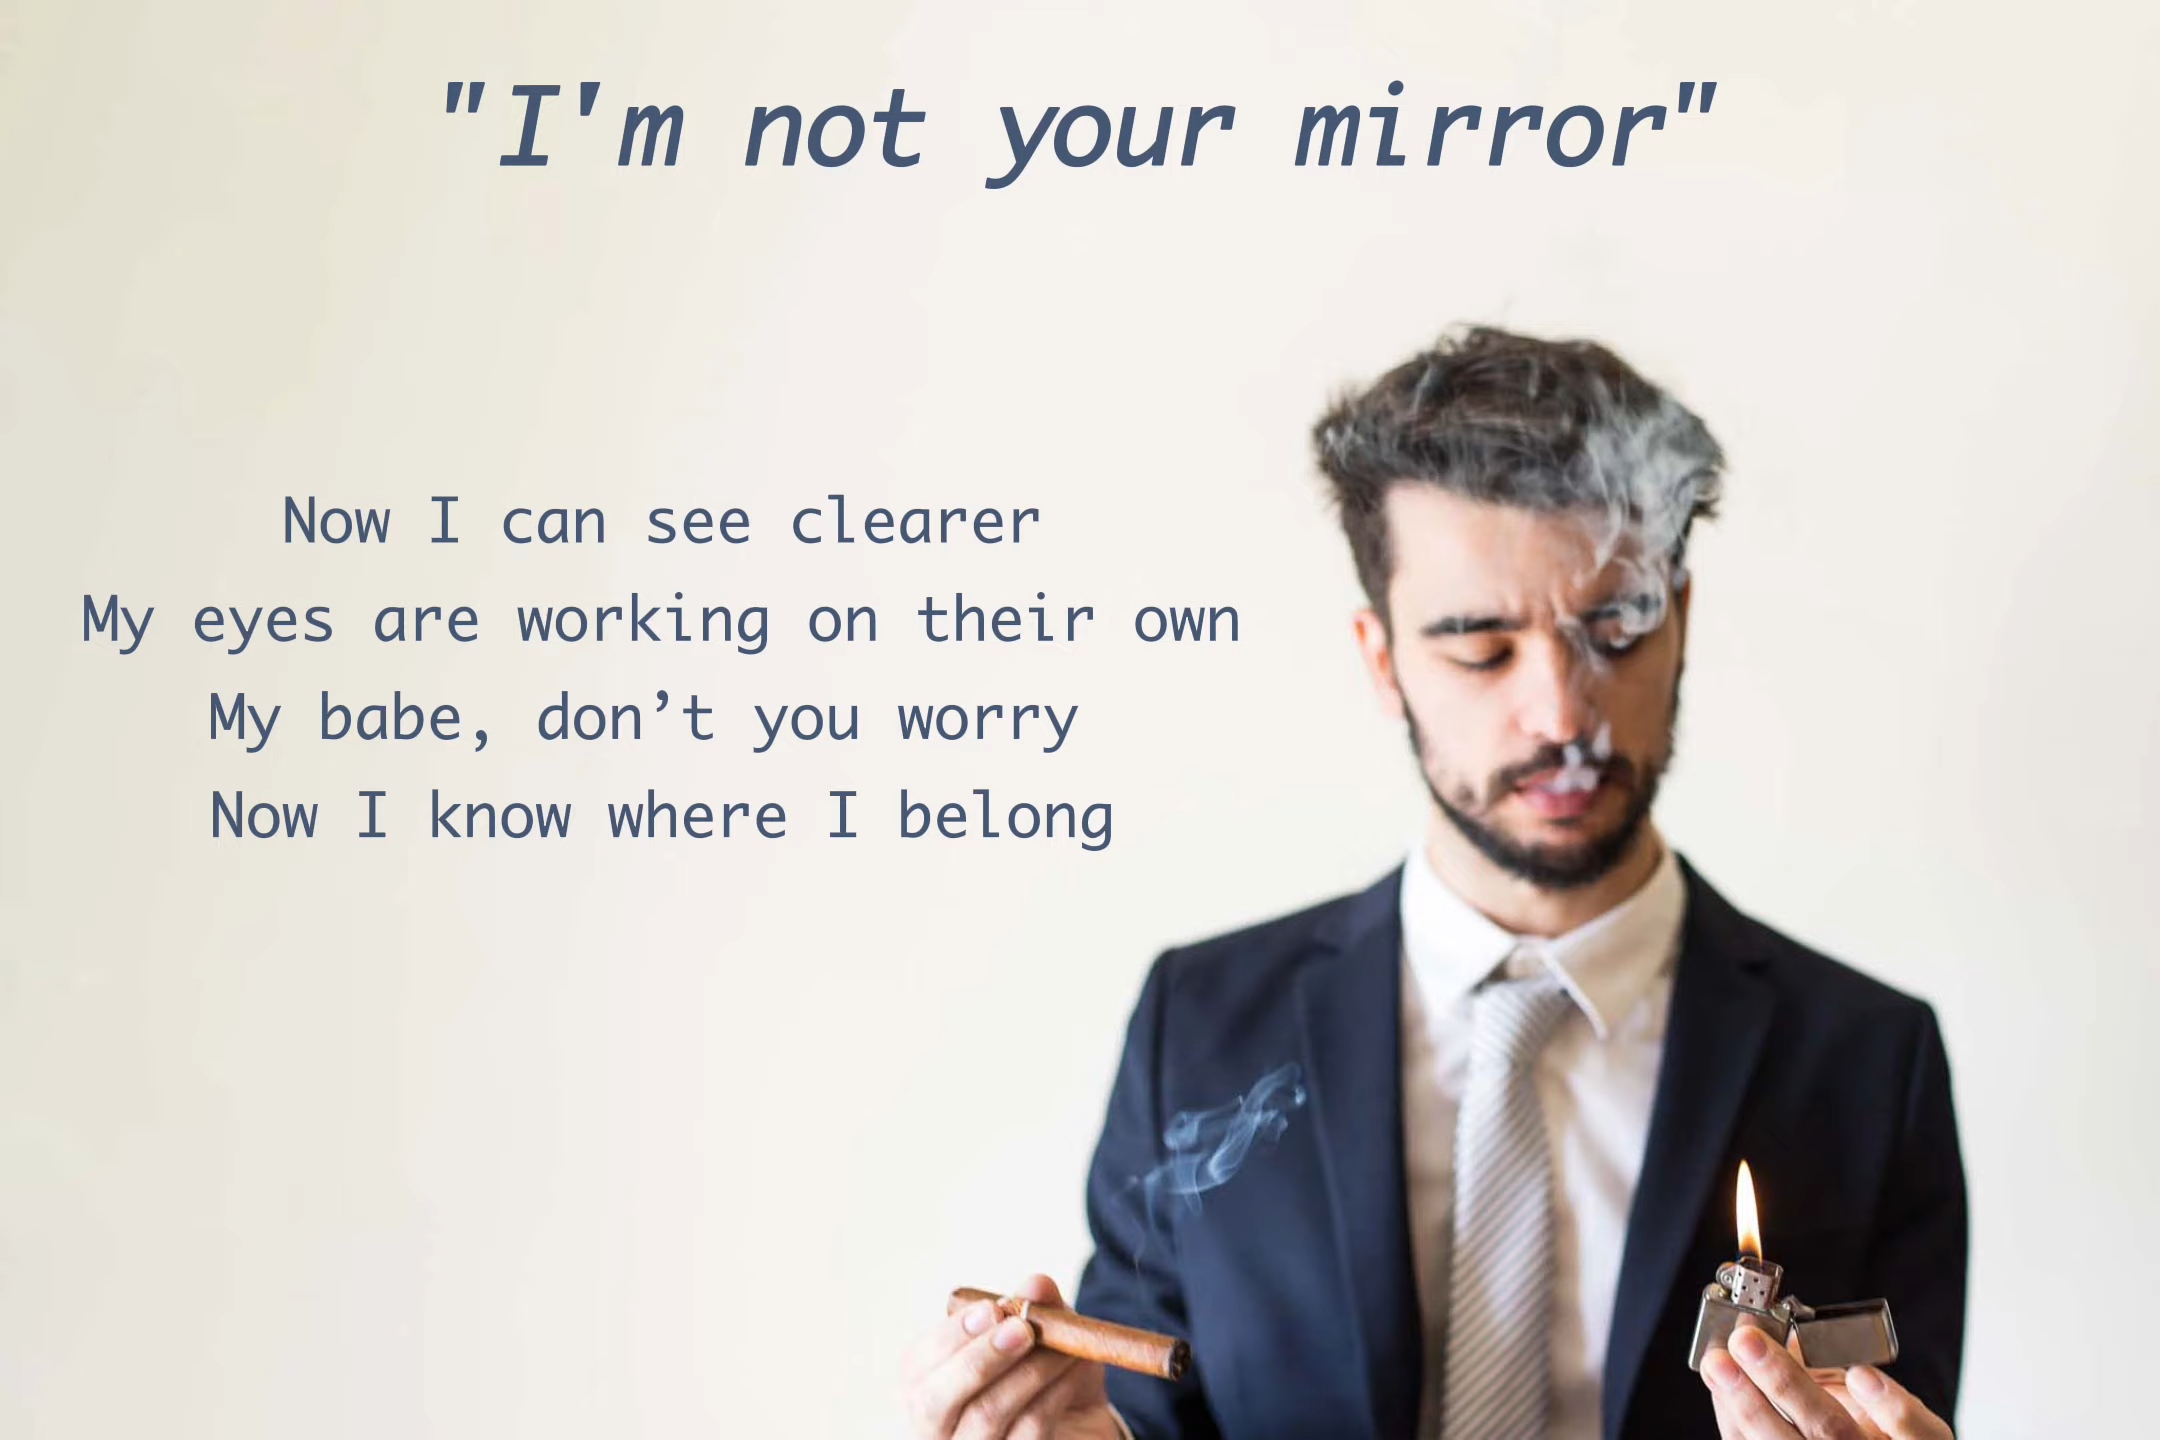 "I'm not your mirror"
Now I can see clearer
My eyes are working on their own
My babe, don’t you worry
Now I know where I belong